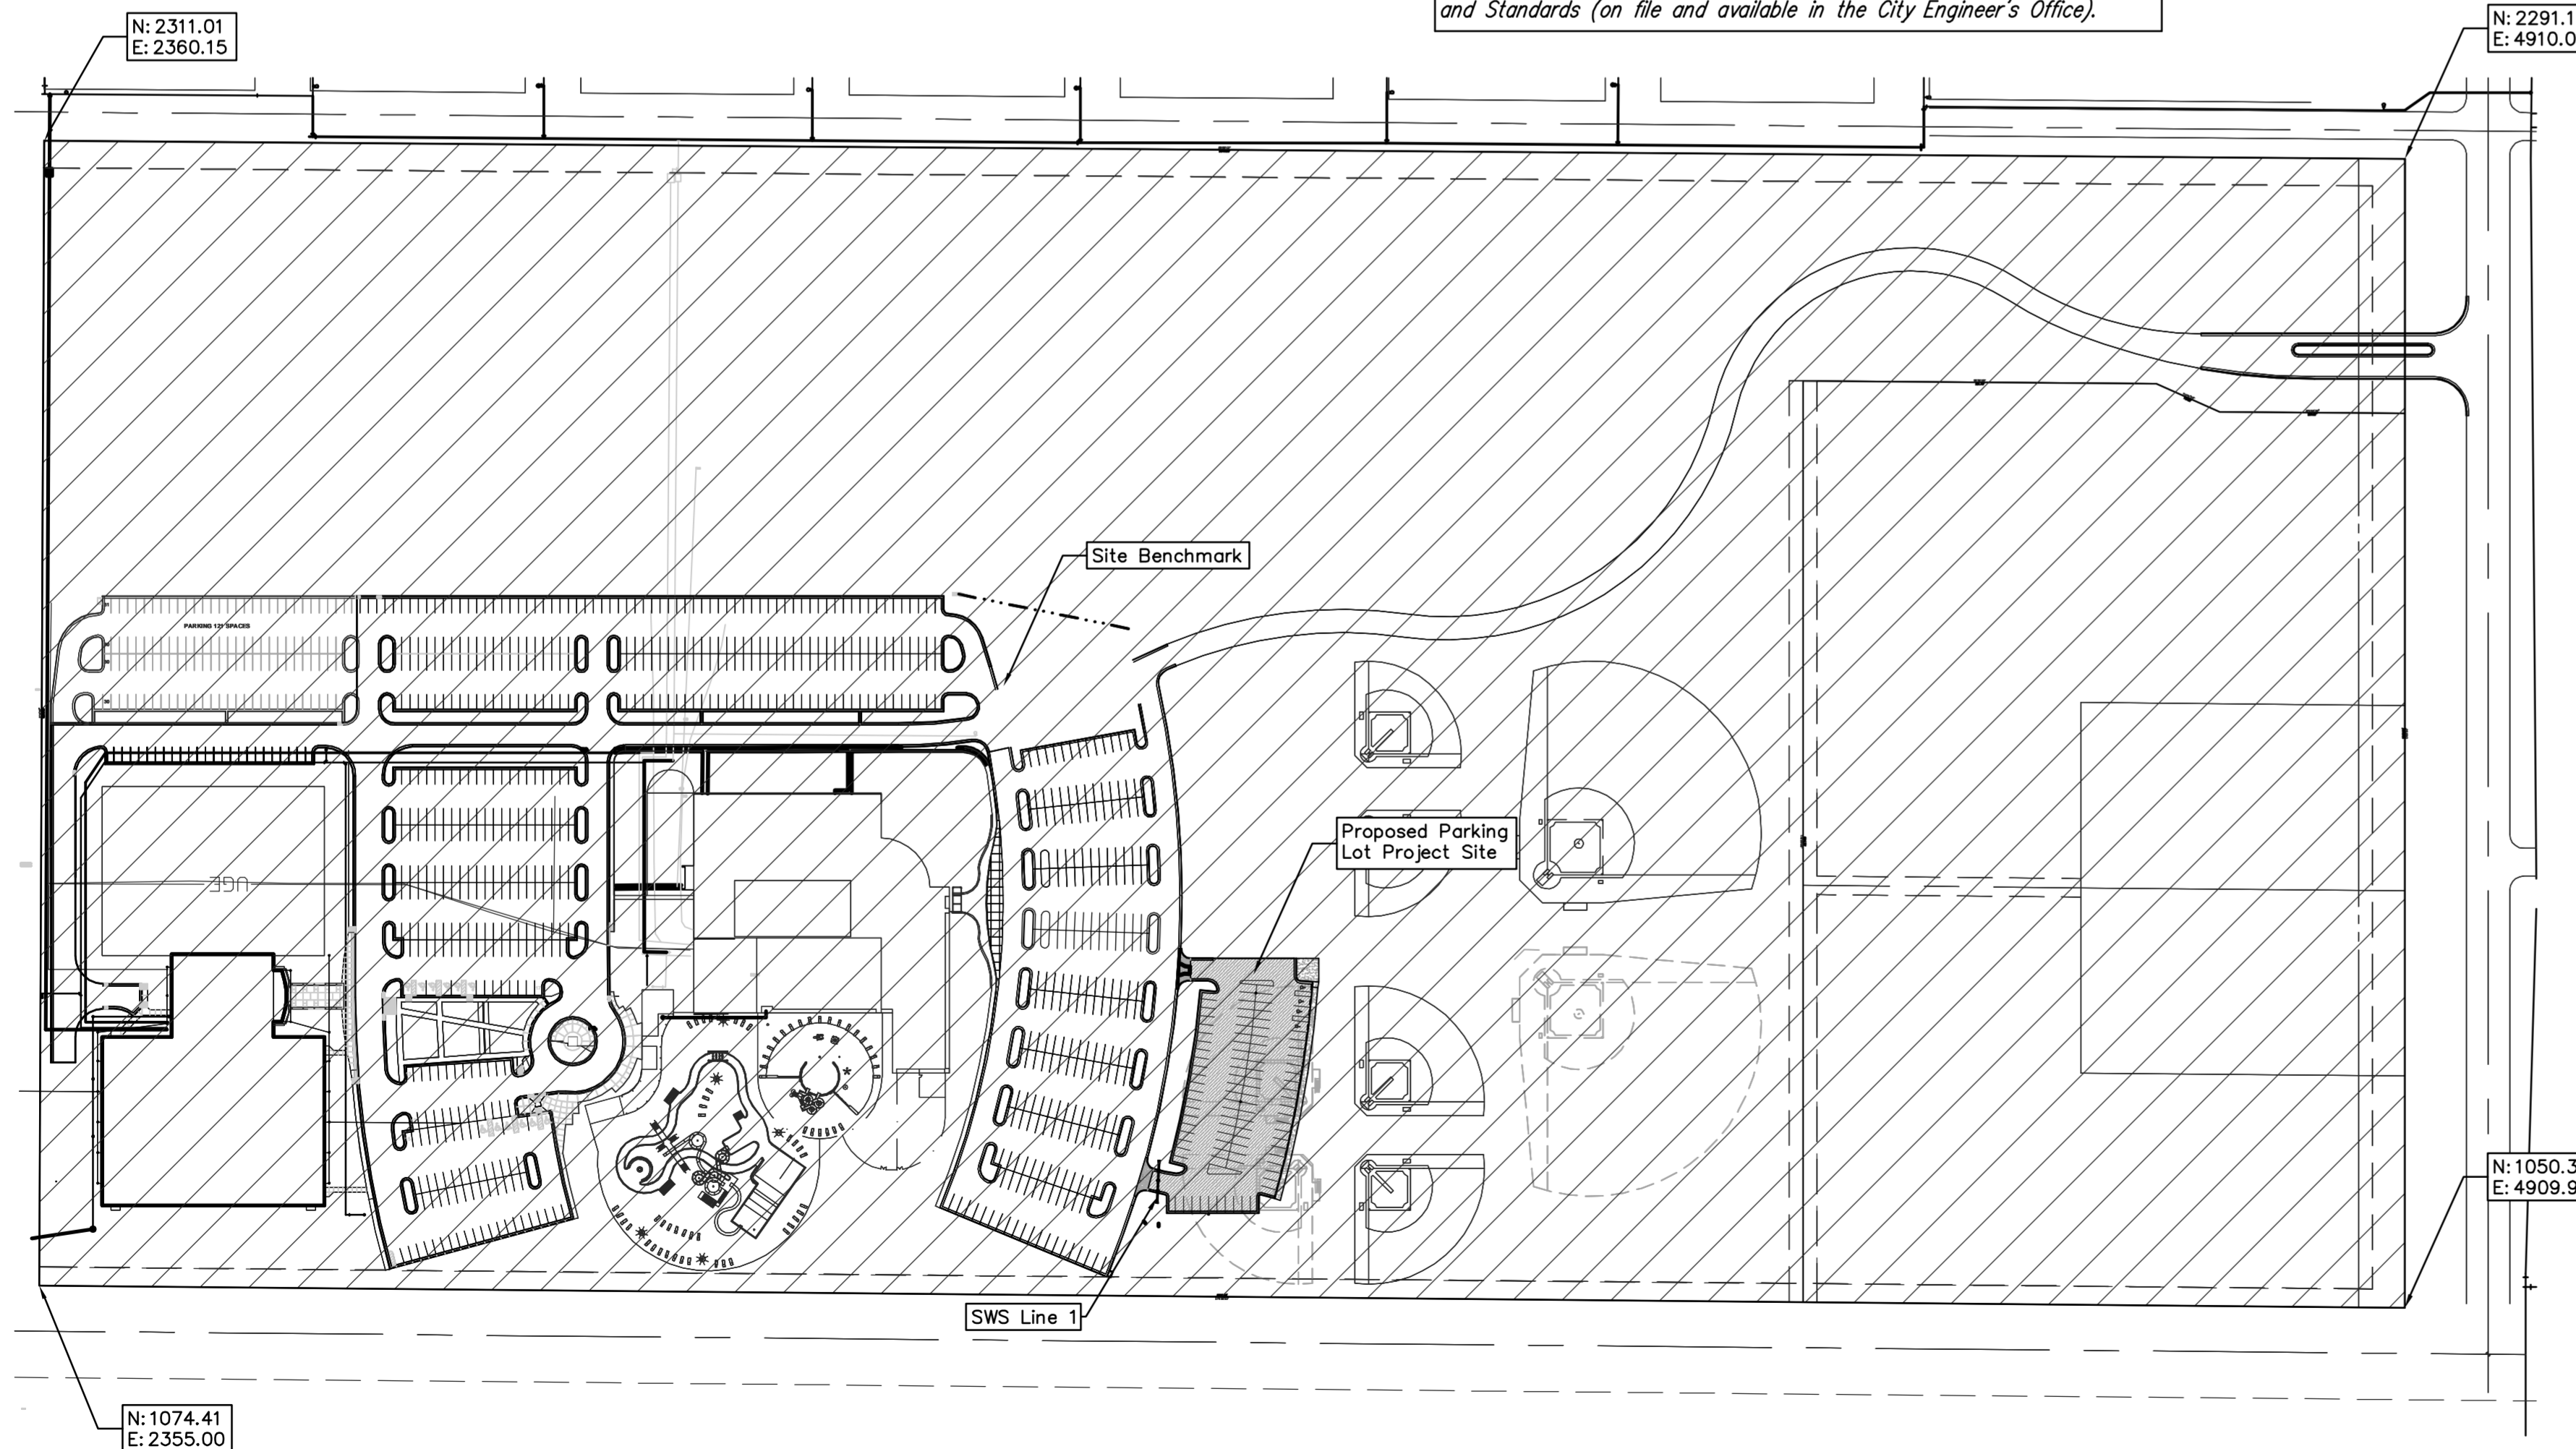 and Standards (on file and available in the City Engineer's Office).
N: 2311.01
E: 2360.15
N: 2291.1
E: 4910.0
Site Benchmark
PARKING 121 SPACES
Proposed Parking
Lot Project Site
UGE
N: 1050.3
E: 4909.9
SWS Line 1
N: 1074.41
E: 2355.00